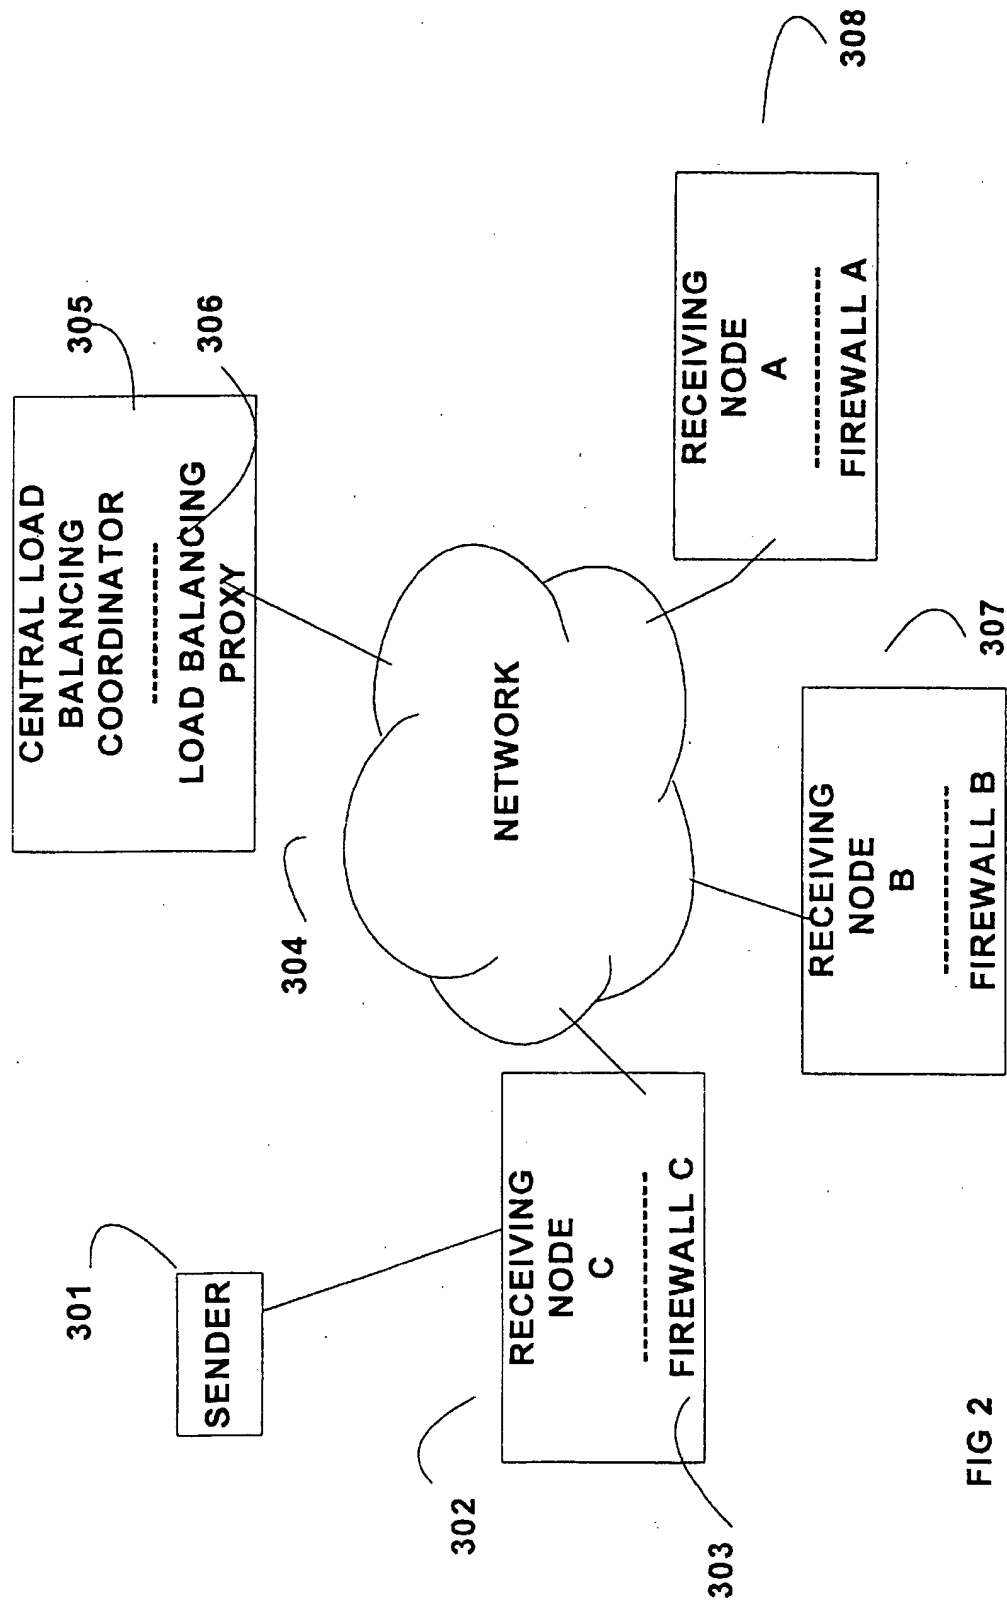 301
SENDER
302
RECEIVING
NODE
C
------------------
FIREWALL C
303
304
NETWORK
CENTRAL LOAD
BALANCING
COORDINATOR
--------------
LOAD BALANCING
PROXY
305
306
RECEIVING
NODE
B
------------------
FIREWALL B
307
RECEIVING
NODE
A
------------------
FIREWALL A
308
FIG 2